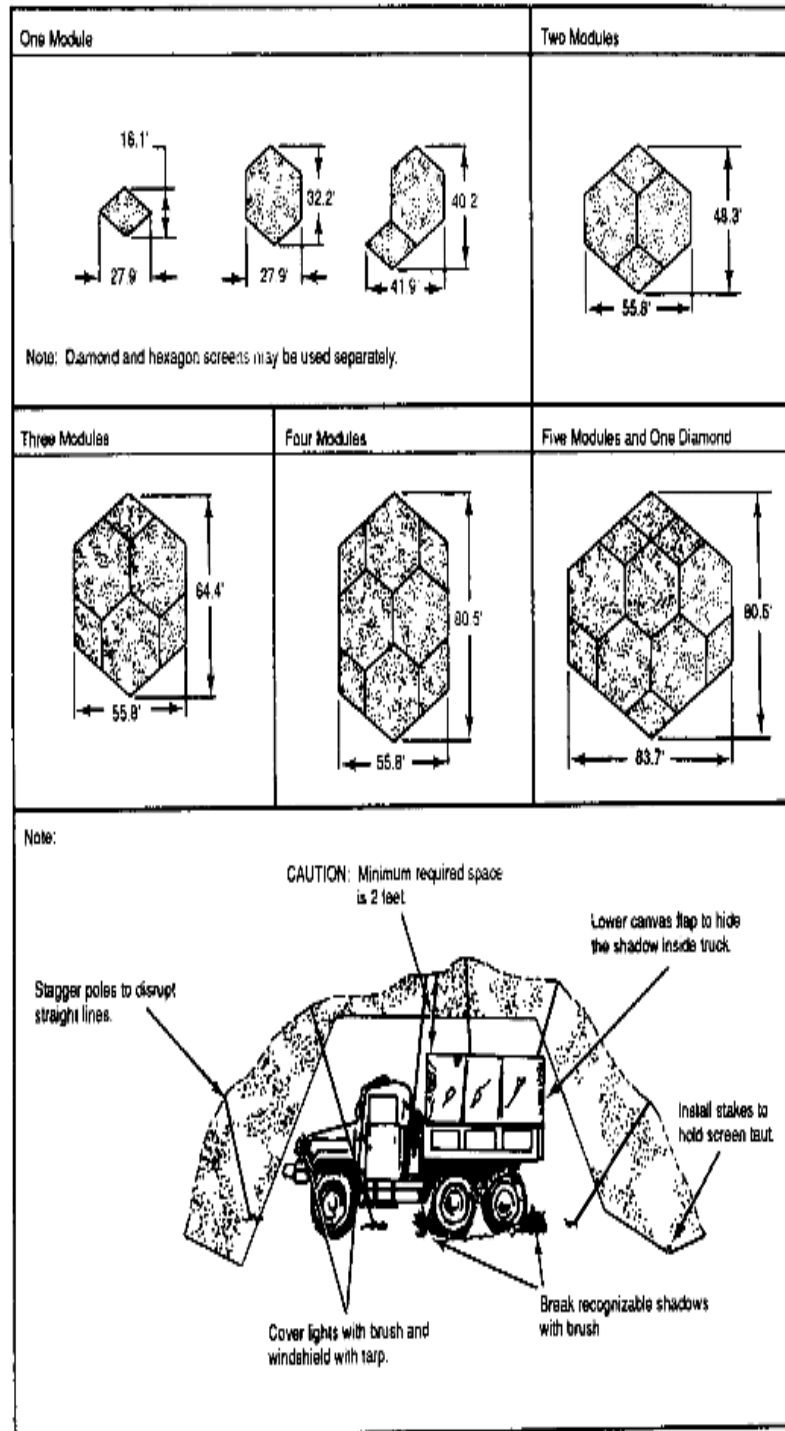 One Module
Two Modules
16.1'
32.2'
40.2'
48.3'
27.9'
27.9'
41.9'
55.8'
Note: Diamond and hexagon screens may be used separately.
Three Modules
Four Modules
Five Modules and One Diamond
64.4'
80.5'
80.5'
55.8'
55.8'
83.7'
Note:
CAUTION: Minimum required space
is 2 feet.
Lower canvas flap to hide
the shadow inside truck.
Stagger poles to disrupt
straight lines.
Install stakes to
hold screen taut.
Break recognizable shadows
with brush
Cover lights with brush and
windshield with tarp.